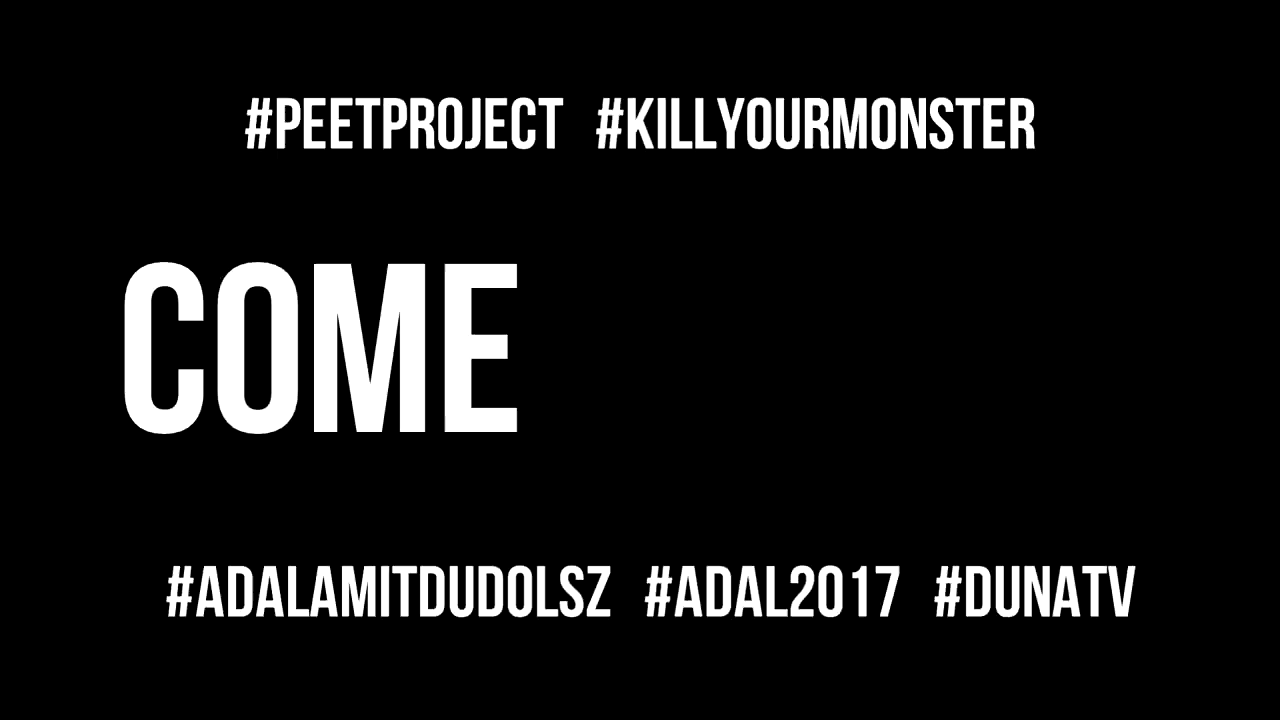 #PEETPROJECT #KILLYOURMONSTER
COME
#ADALAMITDUDOLSZ #ADAL2017 #DUNATV